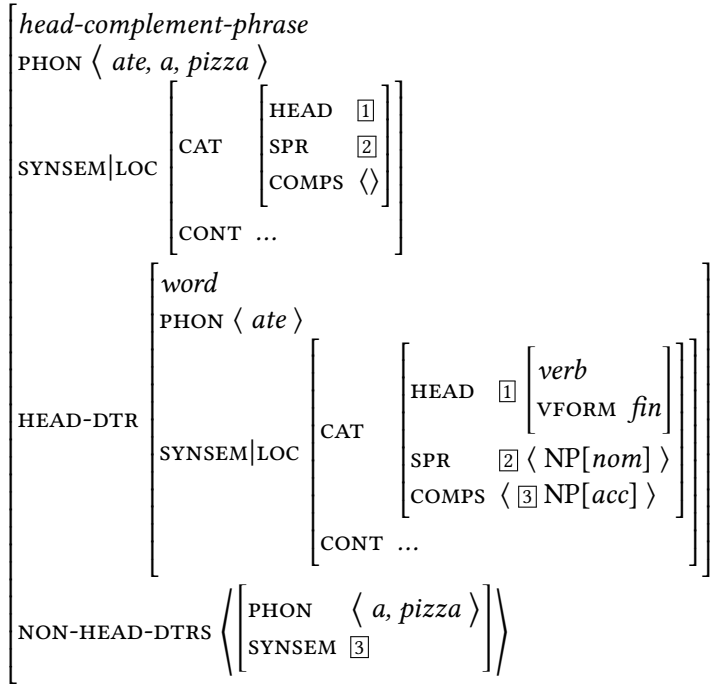 head-complement-phrase
PHON ⟨ ate, a, pizza ⟩
HEAD 1
SYNSEM|LOC CAT SPR 2
COMPS ⟨⟩
CONT ...
word
PHON ⟨ ate ⟩
verb
HEAD 1
VFORM fin
HEAD-DTR SYNSEM|LOC CAT
SPR 2 ⟨ NP[nom] ⟩
COMPS ⟨ 3 NP[acc] ⟩
CONT ...
PHON ⟨ a, pizza ⟩
NON-HEAD-DTRS
SYNSEM 3